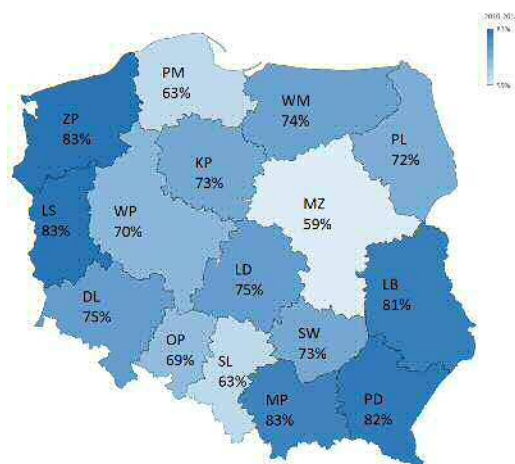 PM
63%
WM
74%
ZP
83%
PL
72%
KP
73%
MZ
59%
LS
83%
WP
70%
LD
75%
LB
81%
DL
75%
OP
69%
SL
63%
SW
73%
MP
83%
PD
82%